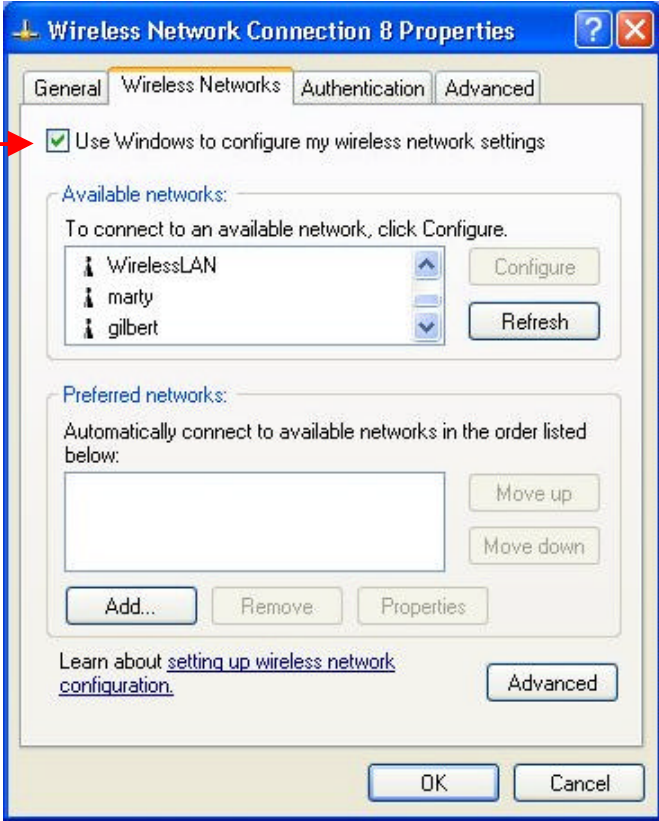 Wireless Network Connection 8 Properties
General Wireless Networks Authentication Advanced
Use Windows to configure my wireless network settings
Available networks:
To connect to an available network, click Configure.
WirelessLAN
marty
gilbert
Configure
Refresh
Preferred networks:
Automatically connect to available networks in the order listed
below:
Move up
Move down
Add... Remove Properties
Learn about setting up wireless network
configuration.
Advanced
OK Cancel